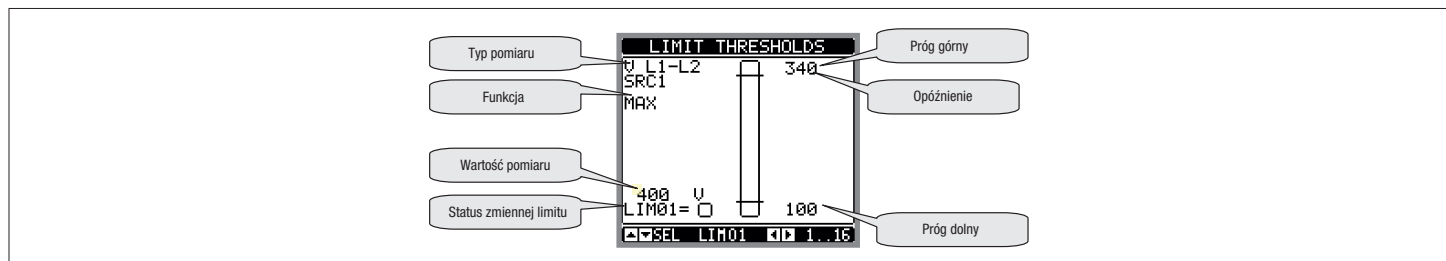 Typ pomiaru
Funkcja
Wartość pomiaru
Status zmiennej limitu
LIMIT THRESHOLDS
V L1-L2
340
SRC1
MAX
400 V
LIM01=
100
SEL LIM01 1..16
Próg górny
Opóźnienie
Próg dolny